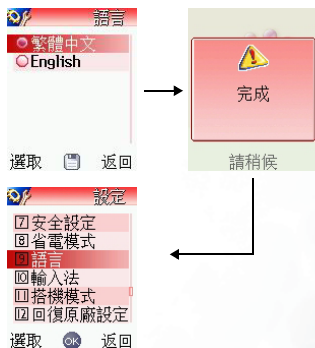 語言
繁體中文
English
選取 返回
完成
請稍候
設定
7 安全設定
8 省電模式
9 語言
10 輸入法
11 搭機模式
12 回復原廠設定
選取 OK 返回